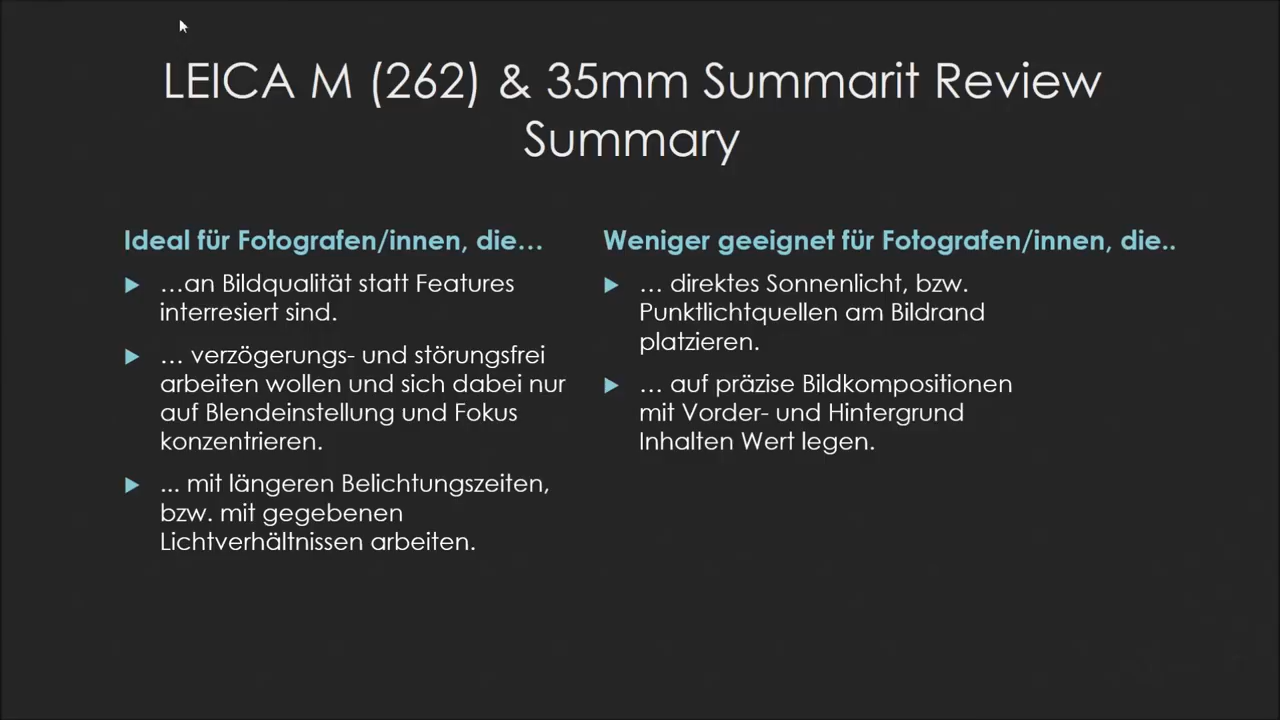 LEICA M (262) & 35mm Summarit Review
Summary
Ideal für Fotografen/innen, die…
…an Bildqualität statt Features
interresiert sind.
… verzögerungs- und störungsfrei
arbeiten wollen und sich dabei nur
auf Blendeinstellung und Fokus
konzentrieren.
... mit längeren Belichtungszeiten,
bzw. mit gegebenen
Lichtverhältnissen arbeiten.
Weniger geeignet für Fotografen/innen, die..
… direktes Sonnenlicht, bzw.
Punktlichtquellen am Bildrand
platzieren.
… auf präzise Bildkompositionen
mit Vorder- und Hintergrund
Inhalten Wert legen.